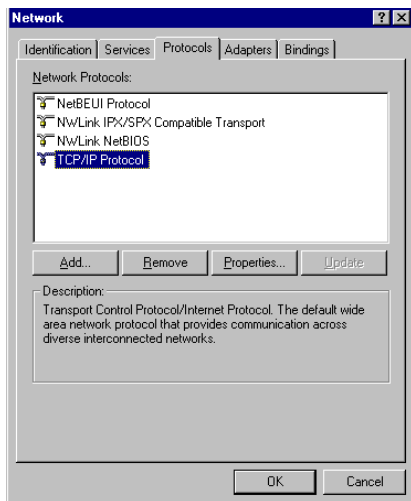 Network
Identification Services Protocols Adapters Bindings
Network Protocols:
NetBEUI Protocol
NWLink IPX/SPX Compatible Transport
NWLink NetBIOS
TCP/IP Protocol
Add... Remove Properties... Update
Description:
Transport Control Protocol/Internet Protocol. The default wide
area network protocol that provides communication across
diverse interconnected networks.
OK Cancel